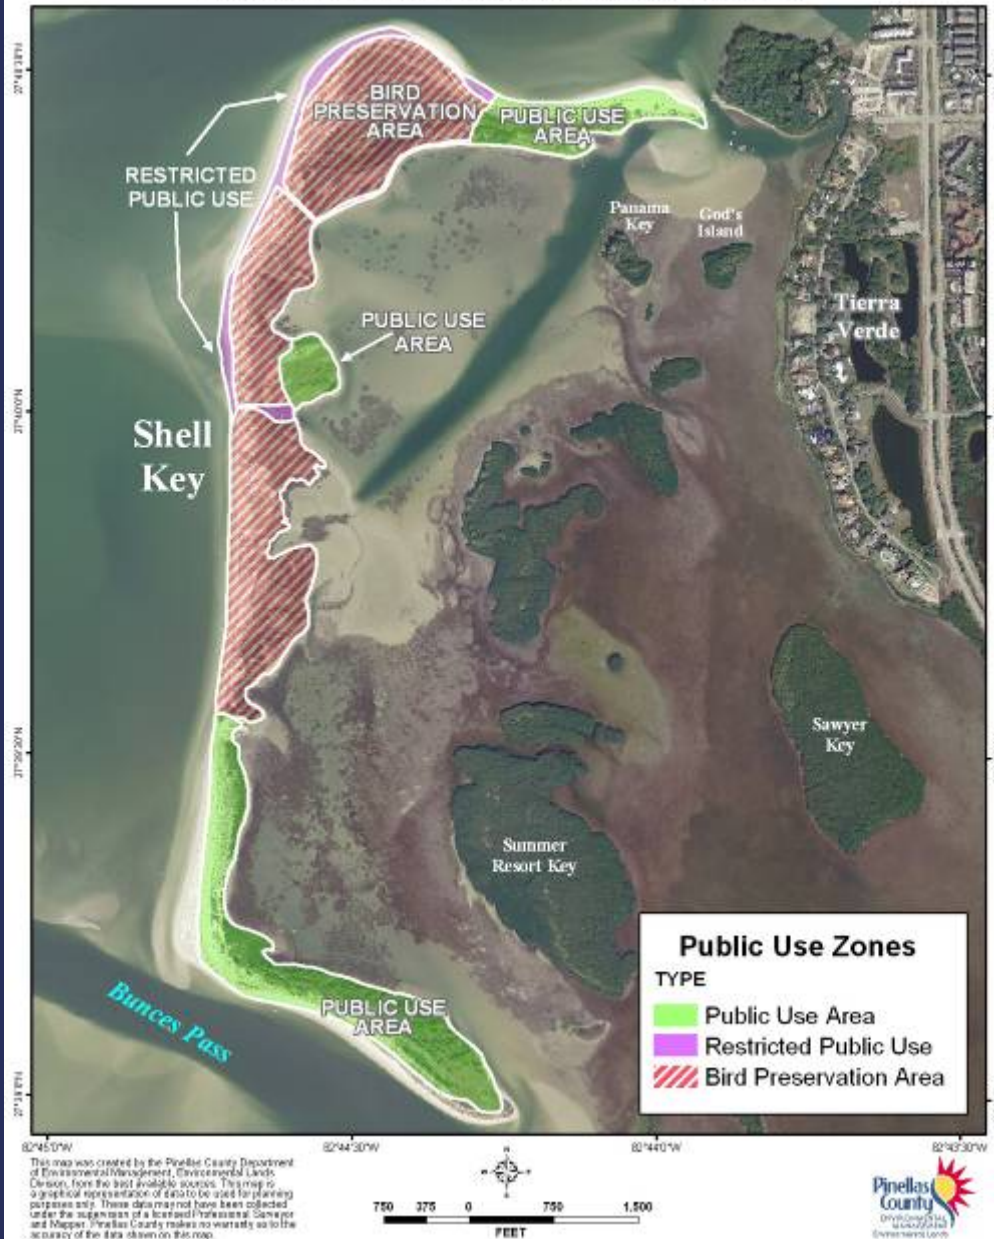 BIRD
PRESERVATION
AREA
PUBLIC USE
AREA
RESTRICTED
PUBLIC USE
Panama
Key
God's
Island
Tierra
Verde
PUBLIC USE
AREA
Shell
Key
Sawyer
Key
Summer
Resort Key
PUBLIC USE
AREA
Bunces Pass
Public Use Zones
TYPE
Public Use Area
Restricted Public Use
Bird Preservation Area
82°45'0"W
82°44'30"W
82°44'0"W
82°43'30"W
This map was created by the Pinellas County Department
of Environmental Management, Environmental Lands
Division, from the best available sources. This map is
a graphical representation of data to be used for planning
purposes only. These data may not have been collected
under the supervision of a licensed Professional Surveyor
and Mapper. Pinellas County makes no warranty as to the
accuracy of the data shown on this map.
750 375 0 750 1,500
FEET
Pinellas
County
ENVIRONMENTAL
MANAGEMENT
Environmental Lands